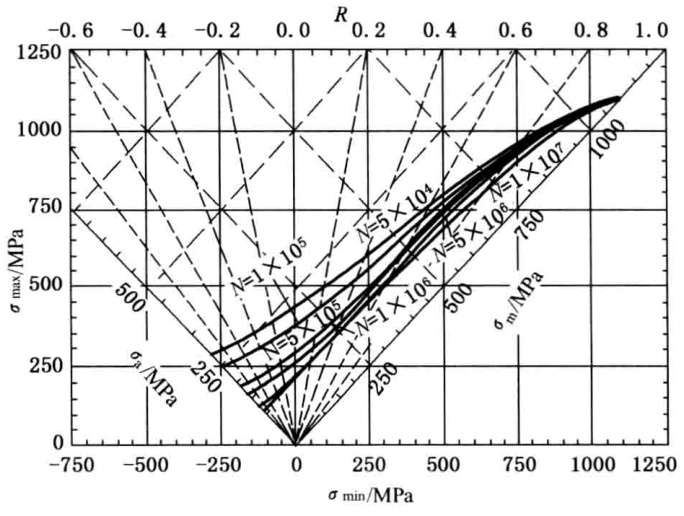 R
−0.6 −0.4 −0.2 0.0 0.2 0.4 0.6 0.8 1.0
1250
1000
750
500
250
0
σ max/MPa
−750 −500 −250 0 250 500 750 1000 1250
σ min/MPa
500
250
σa/MPa
250
500
750
1000
σm/MPa
N=1×10⁵
N=5×10⁴
N=5×10⁵
N=1×10⁶
N=5×10⁶
N=1×10⁷